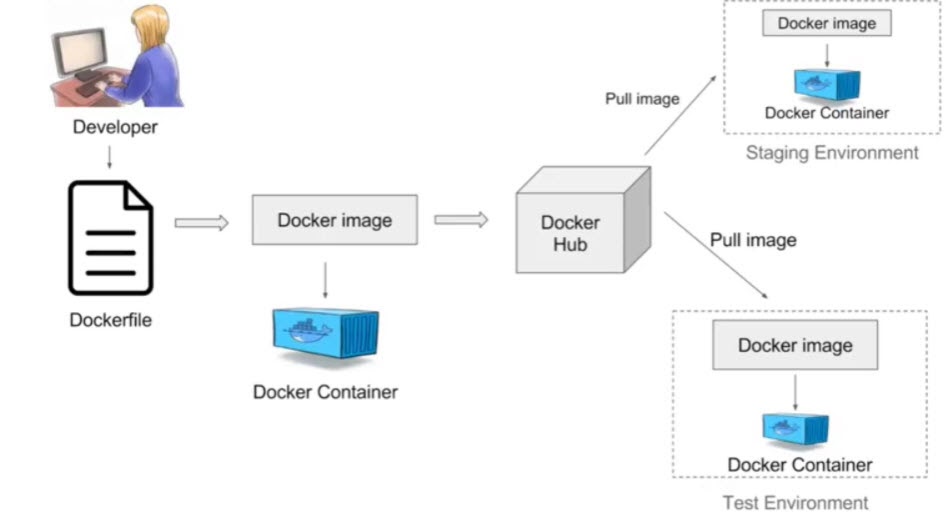 Developer
Dockerfile
Docker image
Docker Container
Docker
Hub
Pull image
Docker image
Docker Container
Staging Environment
Pull image
Docker image
Docker Container
Test Environment